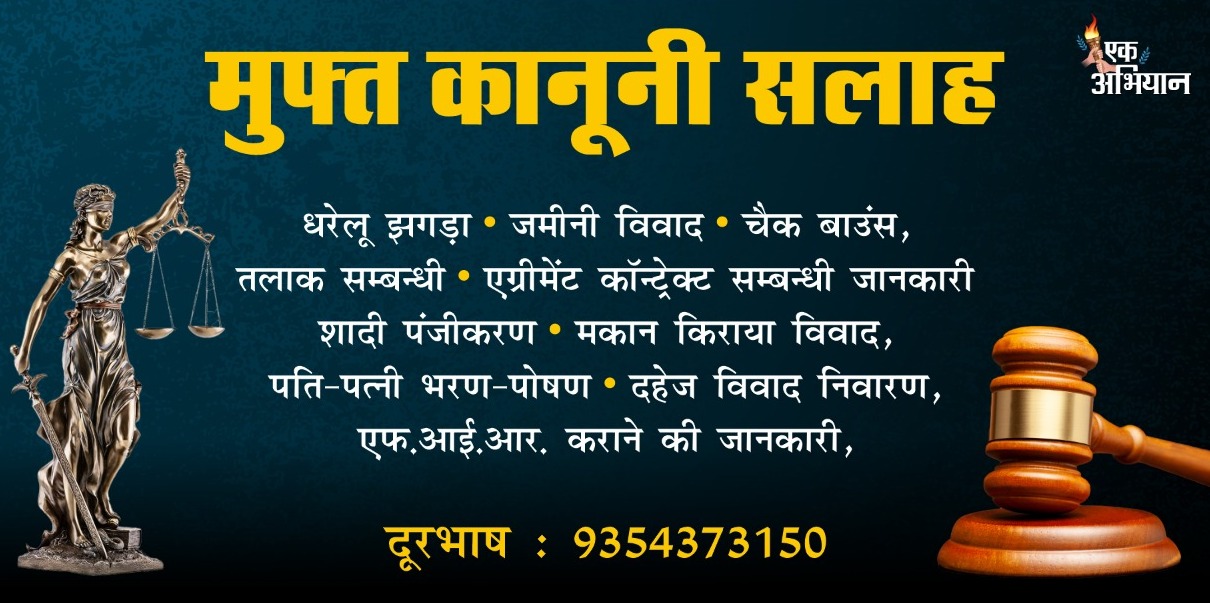 मुफ्त कानूनी सलाह
एक
अभियान
धरेलू झगड़ा • जमीनी विवाद • चैक बाउंस,
तलाक सम्बन्धी • एग्रीमेंट कॉन्ट्रेक्ट सम्बन्धी जानकारी
शादी पंजीकरण • मकान किराया विवाद,
पति-पत्नी भरण-पोषण • दहेज विवाद निवारण,
एफ.आई.आर. कराने की जानकारी,
दूरभाष : 9354373150